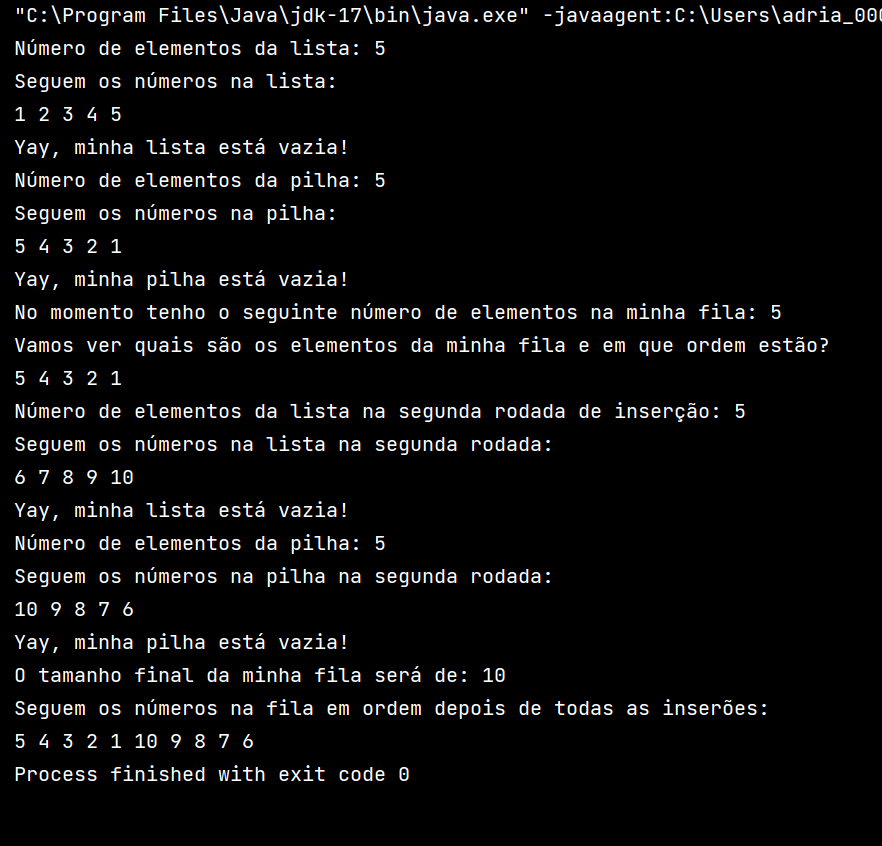 "C:\Program Files\Java\jdk-17\bin\java.exe" -javaagent:C:\Users\adria_000
Número de elementos da lista: 5
Seguem os números na lista:
1 2 3 4 5
Yay, minha lista está vazia!
Número de elementos da pilha: 5
Seguem os números na pilha:
5 4 3 2 1
Yay, minha pilha está vazia!
No momento tenho o seguinte número de elementos na minha fila: 5
Vamos ver quais são os elementos da minha fila e em que ordem estão?
5 4 3 2 1
Número de elementos da lista na segunda rodada de inserção: 5
Seguem os números na lista na segunda rodada:
6 7 8 9 10
Yay, minha lista está vazia!
Número de elementos da pilha: 5
Seguem os números na pilha na segunda rodada:
10 9 8 7 6
Yay, minha pilha está vazia!
O tamanho final da minha fila será de: 10
Seguem os números na fila em ordem depois de todas as inserões:
5 4 3 2 1 10 9 8 7 6
Process finished with exit code 0